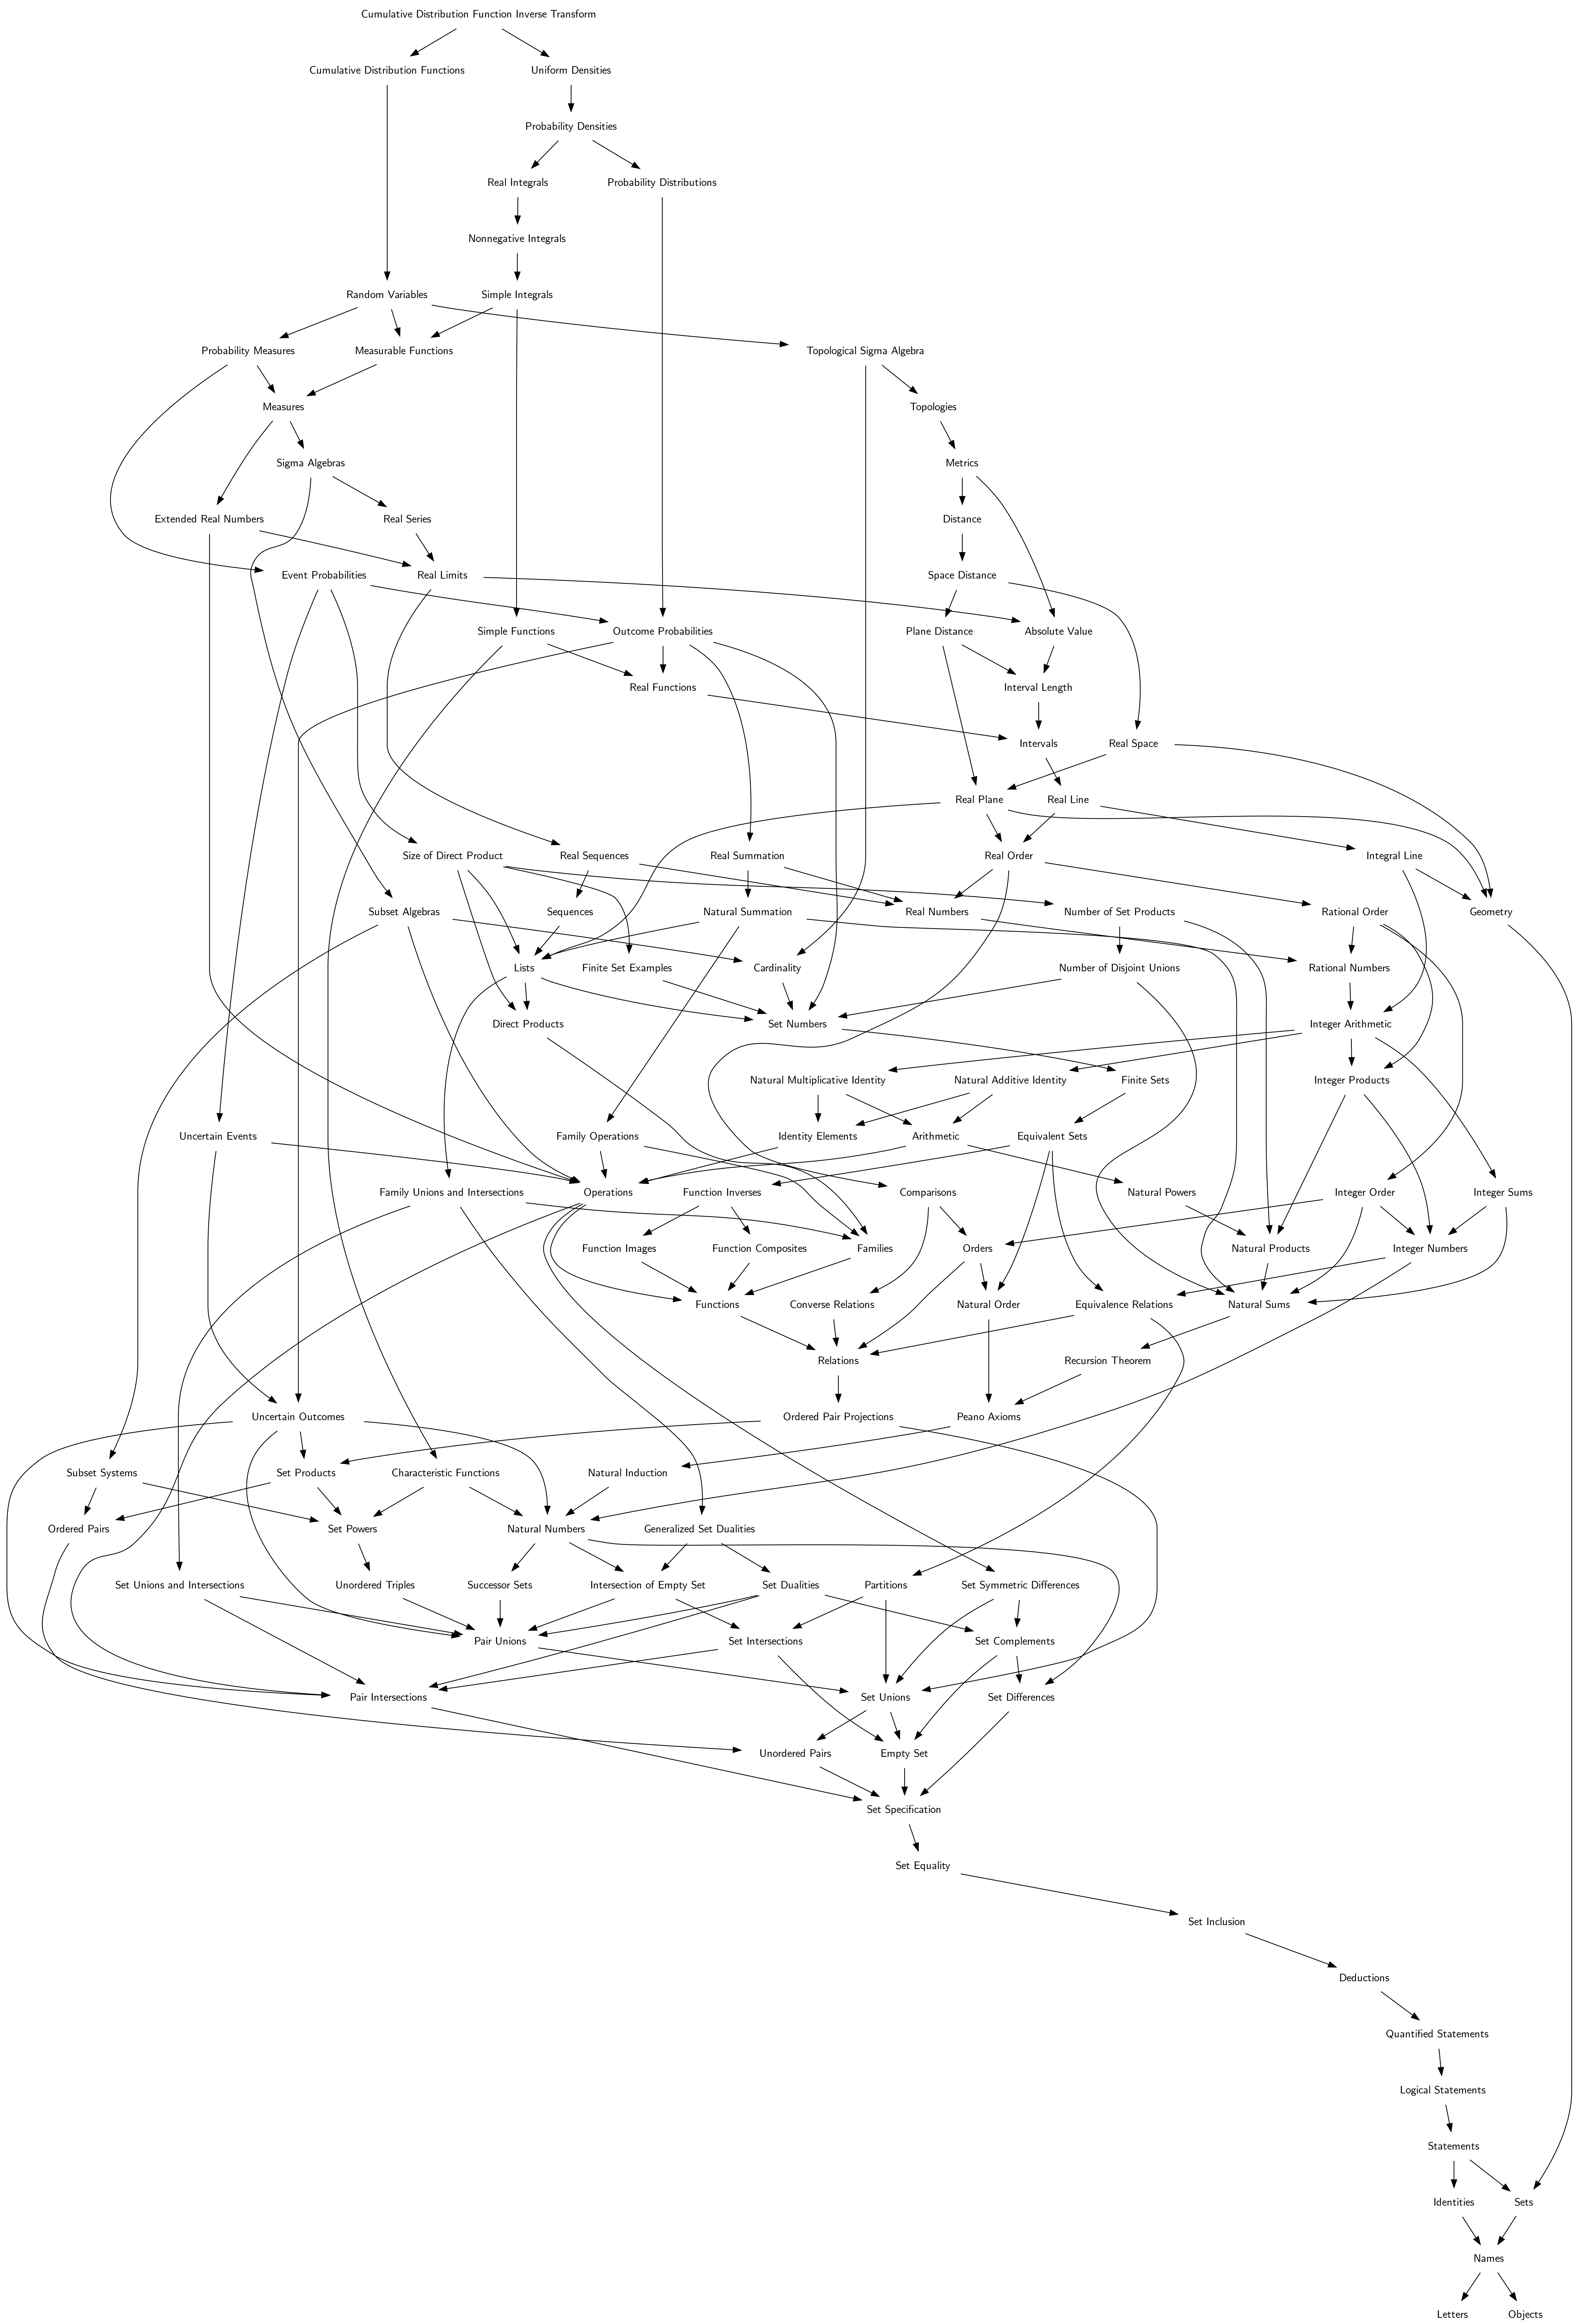 Cumulative Distribution Function Inverse Transform
Cumulative Distribution Functions
Uniform Densities
Probability Densities
Real Integrals
Probability Distributions
Nonnegative Integrals
Random Variables
Simple Integrals
Probability Measures
Measurable Functions
Topological Sigma Algebra
Measures
Topologies
Sigma Algebras
Metrics
Extended Real Numbers
Real Series
Distance
Event Probabilities
Real Limits
Space Distance
Simple Functions
Outcome Probabilities
Plane Distance
Absolute Value
Real Functions
Interval Length
Intervals
Real Space
Real Plane
Real Line
Size of Direct Product
Real Sequences
Real Summation
Real Order
Integral Line
Subset Algebras
Sequences
Natural Summation
Real Numbers
Number of Set Products
Rational Order
Geometry
Lists
Finite Set Examples
Cardinality
Number of Disjoint Unions
Rational Numbers
Direct Products
Set Numbers
Integer Arithmetic
Natural Multiplicative Identity
Natural Additive Identity
Finite Sets
Integer Products
Uncertain Events
Family Operations
Identity Elements
Arithmetic
Equivalent Sets
Family Unions and Intersections
Operations
Function Inverses
Comparisons
Natural Powers
Integer Order
Integer Sums
Function Images
Function Composites
Families
Orders
Natural Products
Integer Numbers
Functions
Converse Relations
Natural Order
Equivalence Relations
Natural Sums
Relations
Recursion Theorem
Uncertain Outcomes
Ordered Pair Projections
Peano Axioms
Subset Systems
Set Products
Characteristic Functions
Natural Induction
Ordered Pairs
Set Powers
Natural Numbers
Generalized Set Dualities
Set Unions and Intersections
Unordered Triples
Successor Sets
Intersection of Empty Set
Set Dualities
Partitions
Set Symmetric Differences
Pair Unions
Set Intersections
Set Complements
Pair Intersections
Set Unions
Set Differences
Unordered Pairs
Empty Set
Set Specification
Set Equality
Set Inclusion
Deductions
Quantified Statements
Logical Statements
Statements
Identities
Sets
Names
Letters
Objects